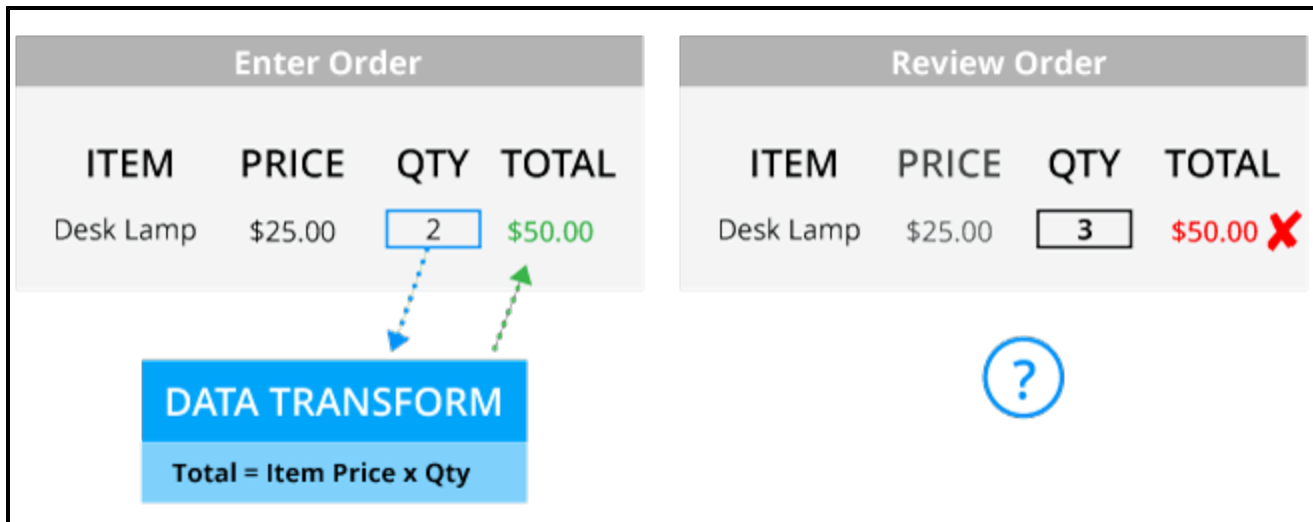 Enter Order
ITEM PRICE QTY TOTAL
Desk Lamp $25.00 2 $50.00
DATA TRANSFORM
Total = Item Price x Qty
Review Order
ITEM PRICE QTY TOTAL
Desk Lamp $25.00 3 $50.00 ✘
?